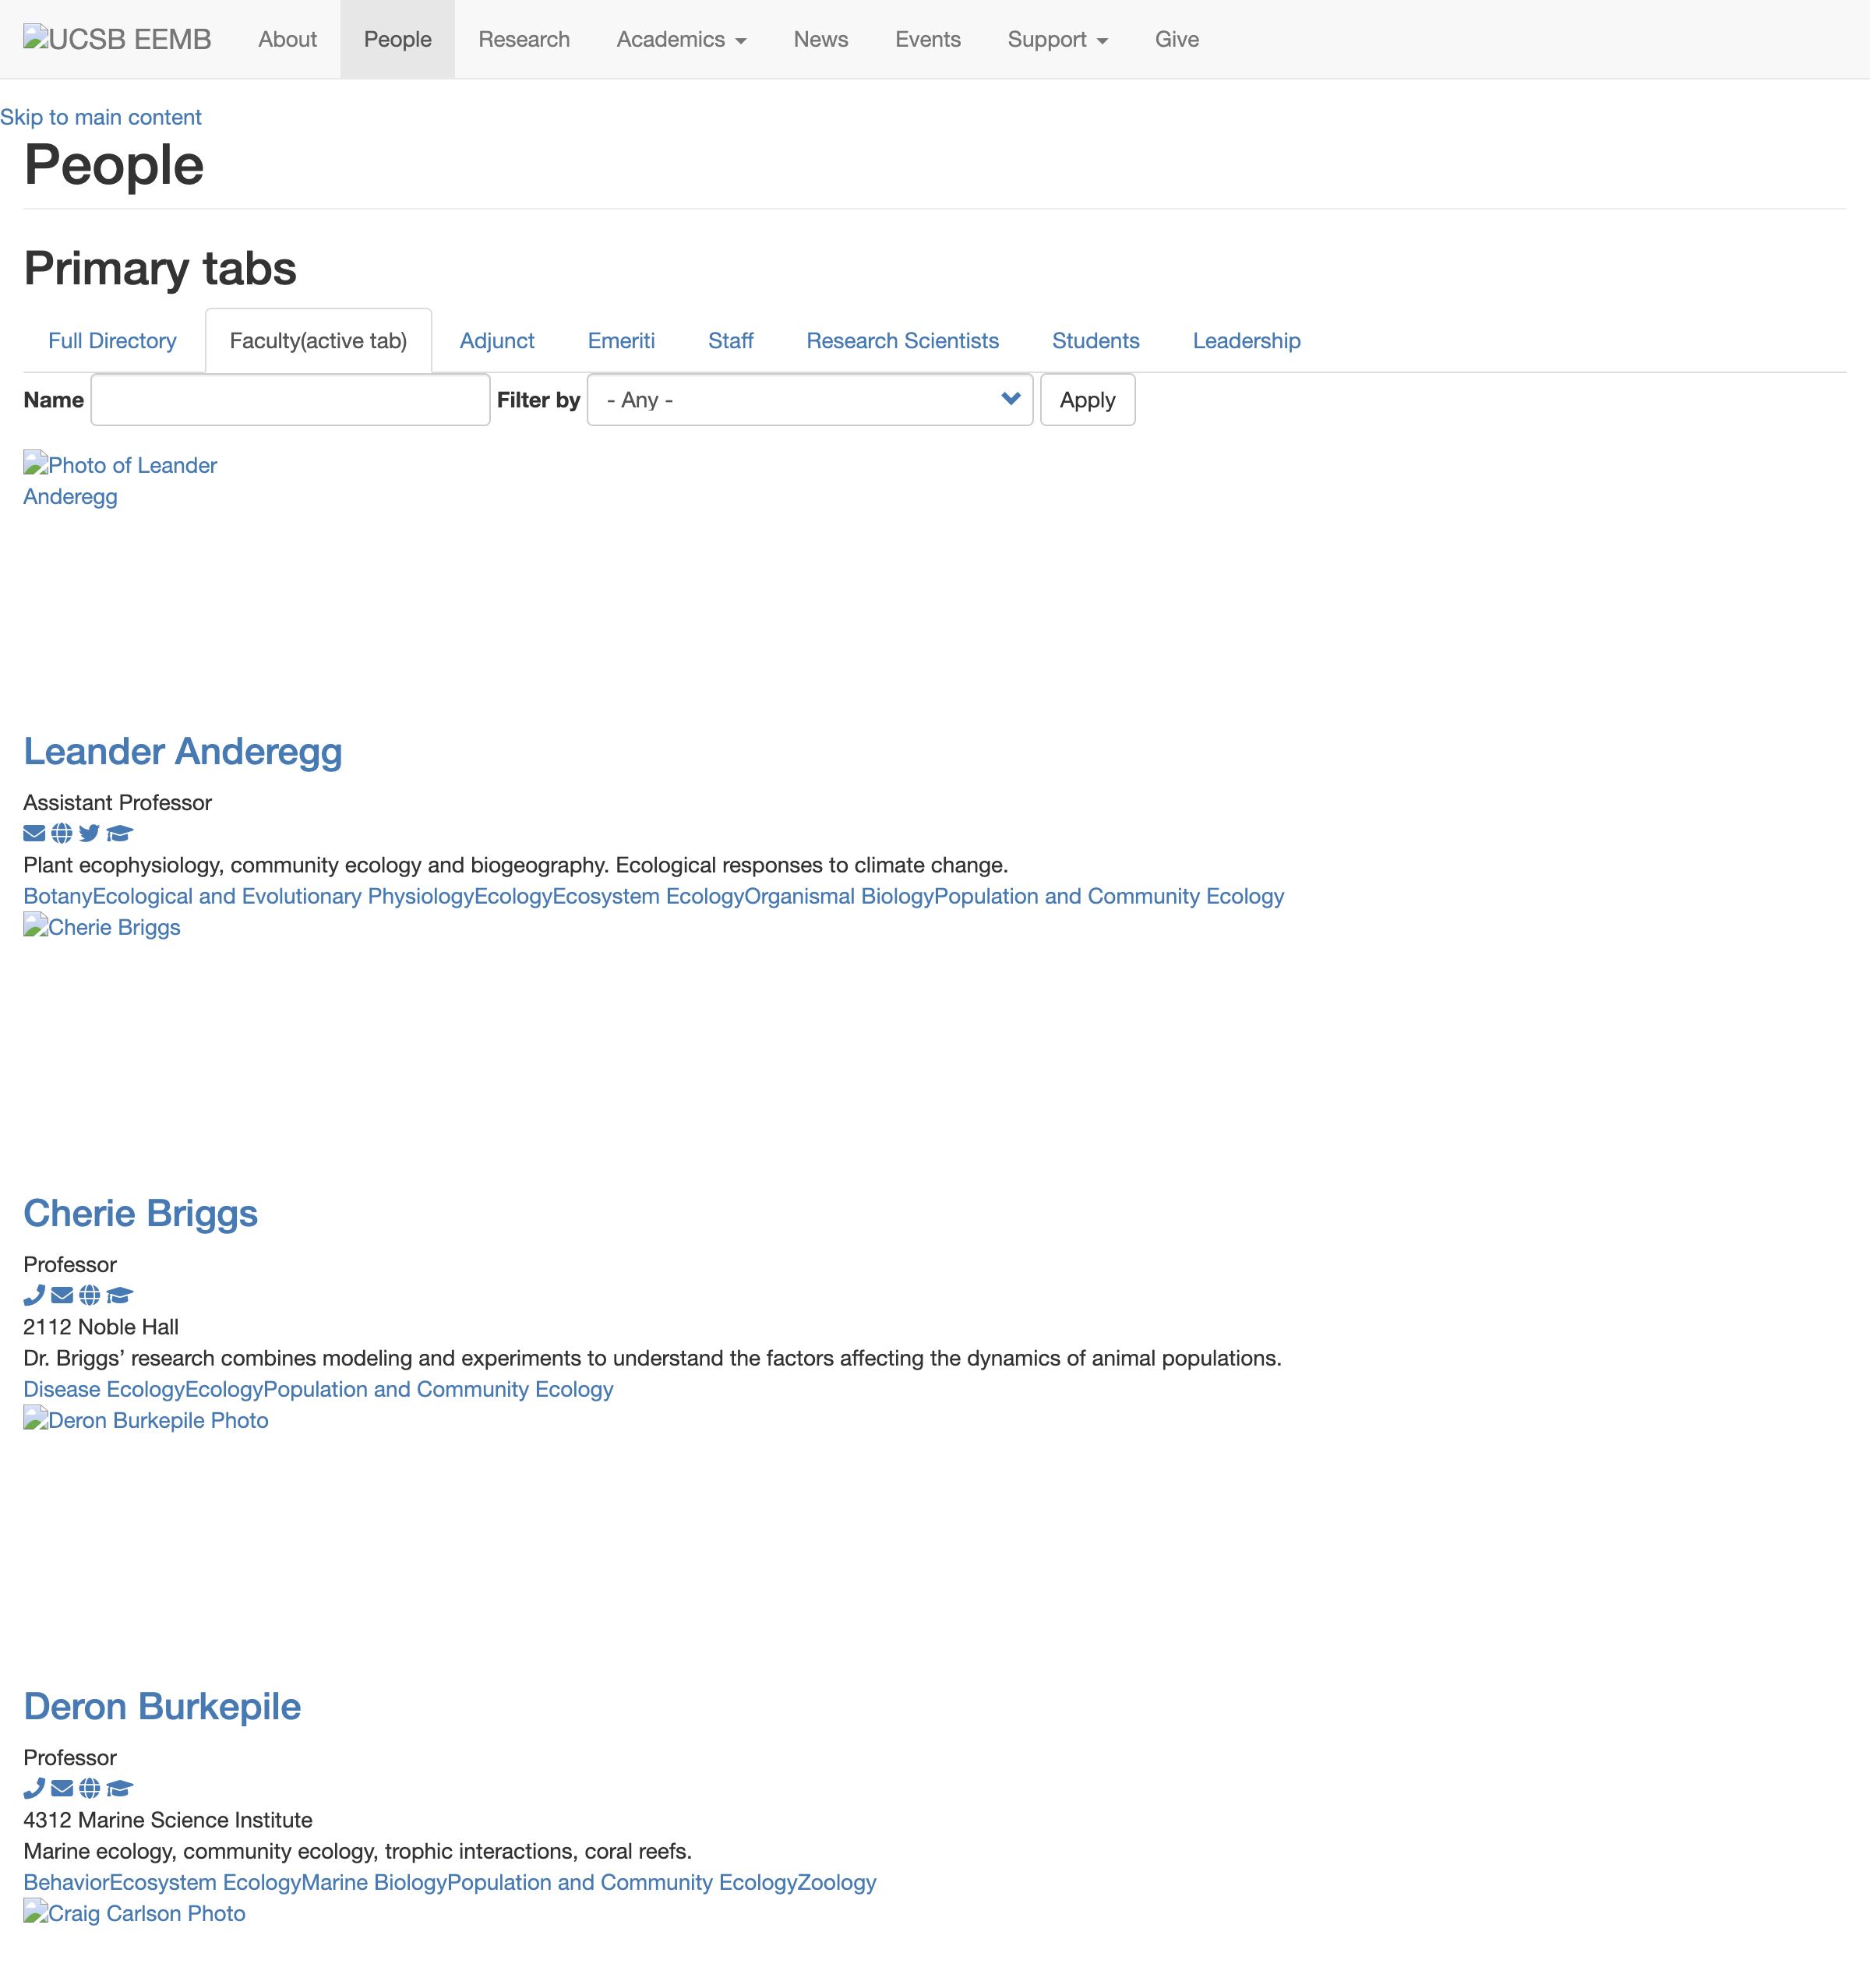 UCSB EEMB About People Research Academics News Events Support Give
Skip to main content
People
Primary tabs
Full Directory Faculty(active tab) Adjunct Emeriti Staff Research Scientists Students Leadership
Name Filter by - Any - Apply
Photo of Leander
Anderegg
Leander Anderegg
Assistant Professor
Plant ecophysiology, community ecology and biogeography. Ecological responses to climate change.
BotanyEcological and Evolutionary PhysiologyEcologyEcosystem EcologyOrganismal BiologyPopulation and Community Ecology
Cherie Briggs
Cherie Briggs
Professor
2112 Noble Hall
Dr. Briggs’ research combines modeling and experiments to understand the factors affecting the dynamics of animal populations.
Disease EcologyEcologyPopulation and Community Ecology
Deron Burkepile Photo
Deron Burkepile
Professor
4312 Marine Science Institute
Marine ecology, community ecology, trophic interactions, coral reefs.
BehaviorEcosystem EcologyMarine BiologyPopulation and Community EcologyZoology
Craig Carlson Photo